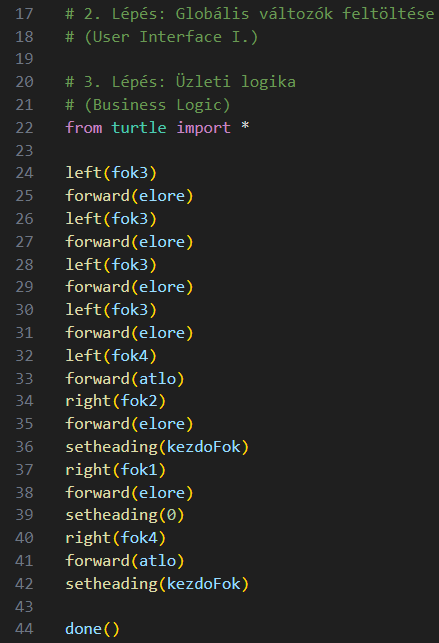 17 # 2. Lépés: Globális változók feltöltése
18 # (User Interface I.)
19
20 # 3. Lépés: Üzleti logika
21 # (Business Logic)
22 from turtle import *
23
24 left(fok3)
25 forward(elore)
26 left(fok3)
27 forward(elore)
28 left(fok3)
29 forward(elore)
30 left(fok3)
31 forward(elore)
32 left(fok4)
33 forward(atlo)
34 right(fok2)
35 forward(elore)
36 setheading(kezdoFok)
37 right(fok1)
38 forward(elore)
39 setheading(0)
40 right(fok4)
41 forward(atlo)
42 setheading(kezdoFok)
43
44 done()